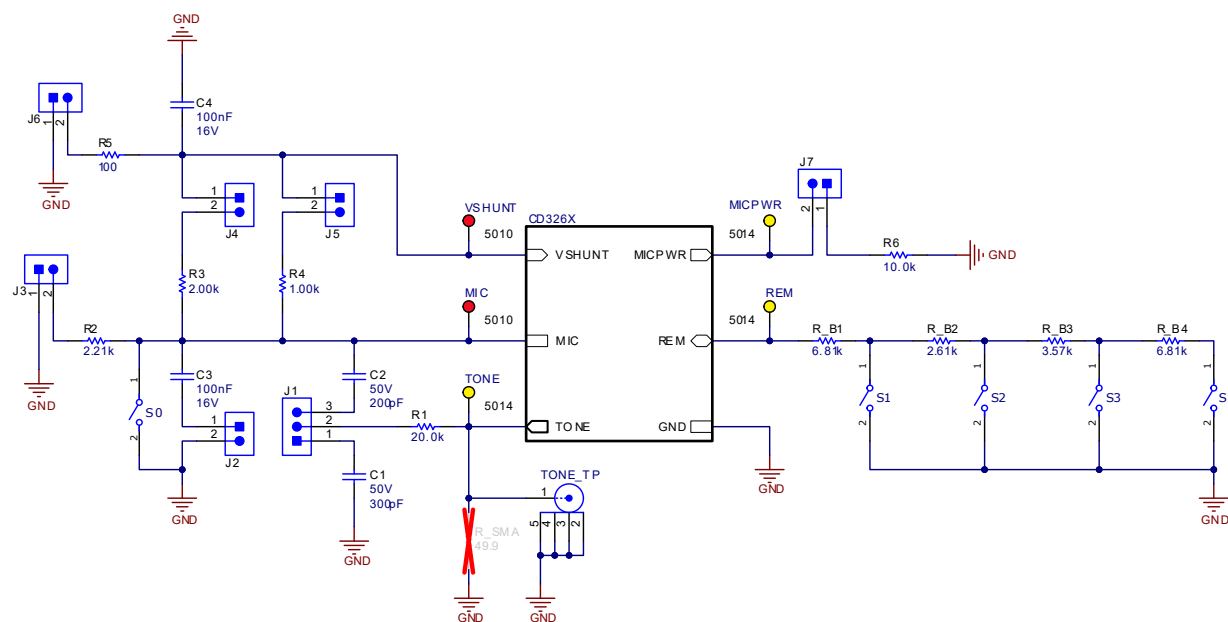 GND
C4
100nF
16V
J6
1
2
R5
100
GND
1
2
J4
1
2
J5
VSHUNT
5010
CD326X
VSHUNT
MICPWR
MICPWR
5014
J7
2
1
R6
10.0k
GND
J3
1
2
R3
2.00k
R4
1.00k
MIC
5010
MIC
REM
REM
5014
R_B1
6.81k
R_B2
2.61k
R_B3
3.57k
R_B4
6.81k
R2
2.21k
GND
1
S0
2
C3
100nF
16V
1
2
J2
GND
J1
3
2
1
C2
50V
200pF
R1
20.0k
TONE
5014
TONE
GND
GND
C1
50V
300pF
GND
1
S1
2
1
S2
2
1
S3
2
1
S
2
GND
TONE_TP
1
5
4
3
2
R_SMA
49.9
GND
GND